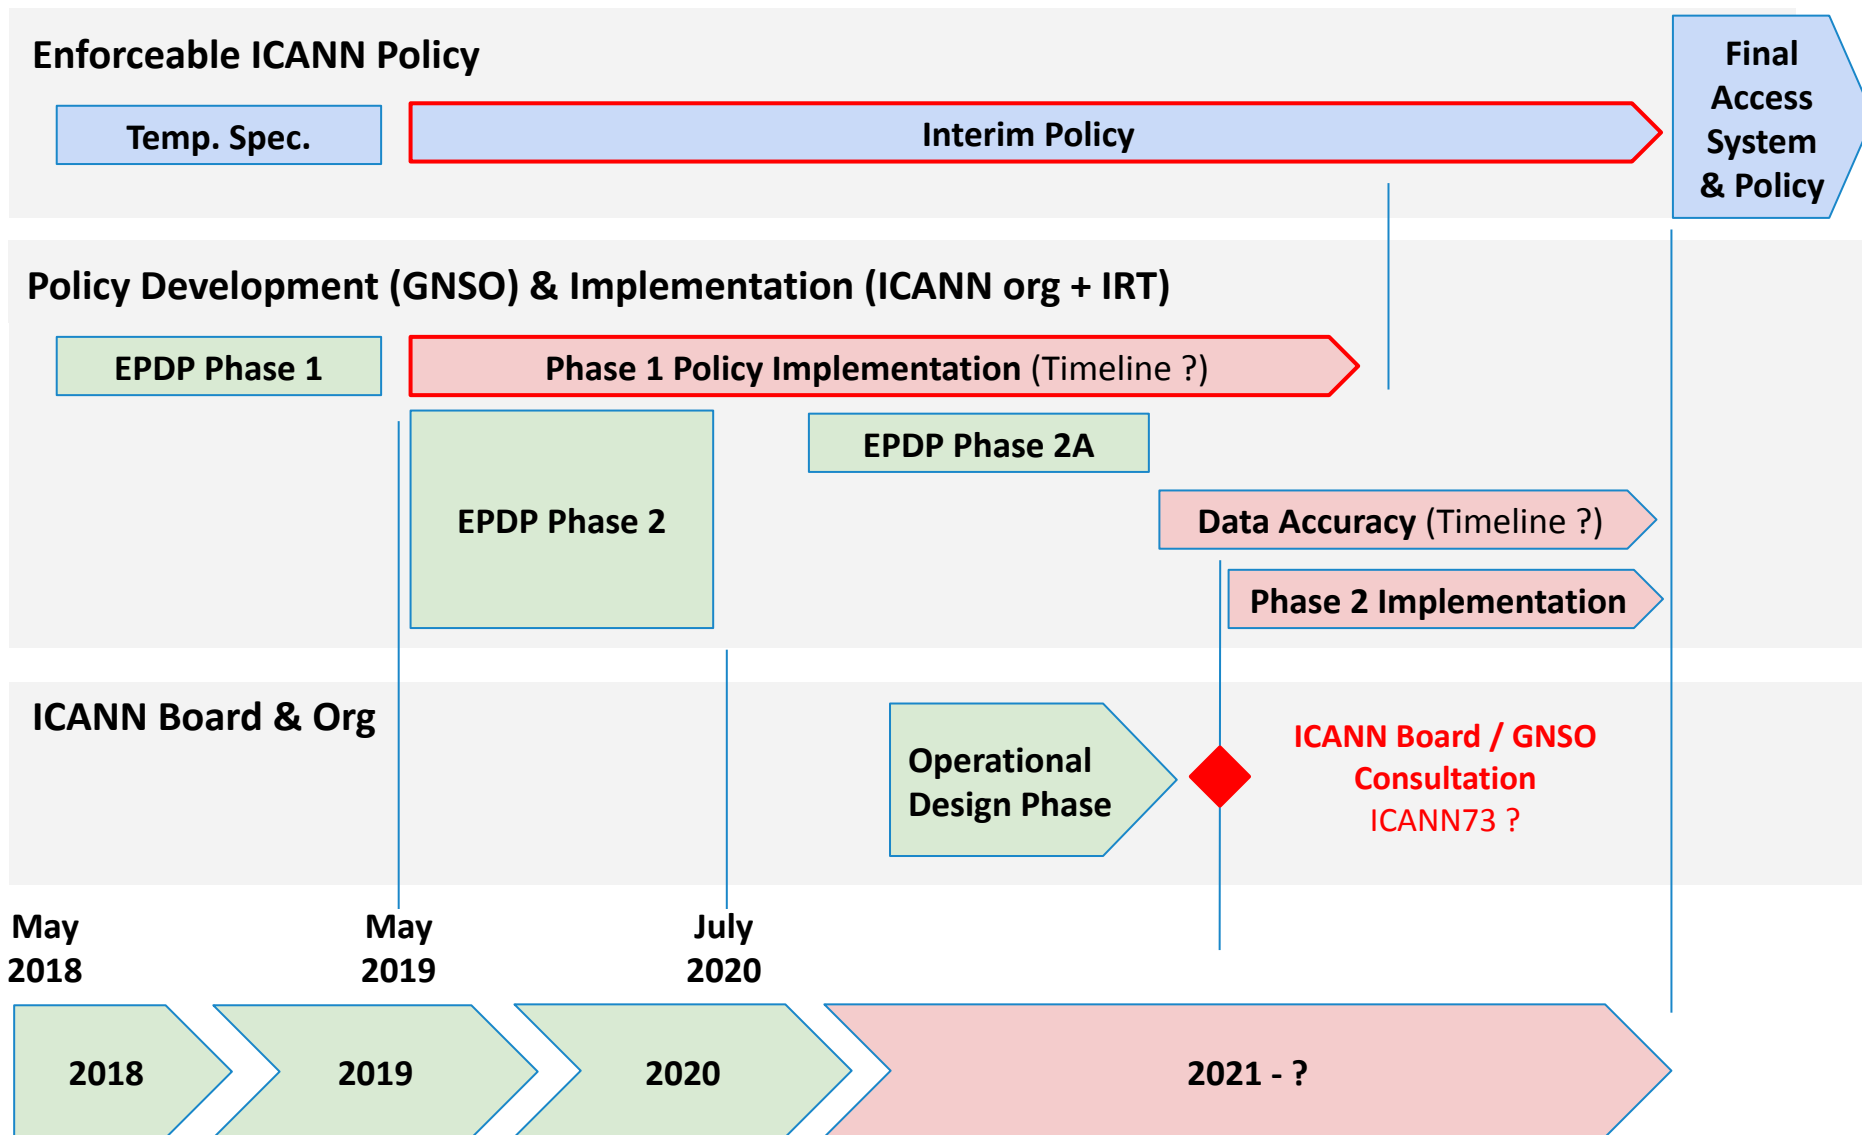 Enforceable ICANN Policy
Temp. Spec.
Interim Policy
Final
Access
System
& Policy
Policy Development (GNSO) & Implementation (ICANN org + IRT)
EPDP Phase 1
Phase 1 Policy Implementation (Timeline ?)
EPDP Phase 2
EPDP Phase 2A
Data Accuracy (Timeline ?)
Phase 2 Implementation
ICANN Board & Org
Operational
Design Phase
ICANN Board / GNSO
Consultation
ICANN73 ?
May
2018
May
2019
July
2020
2018
2019
2020
2021 - ?